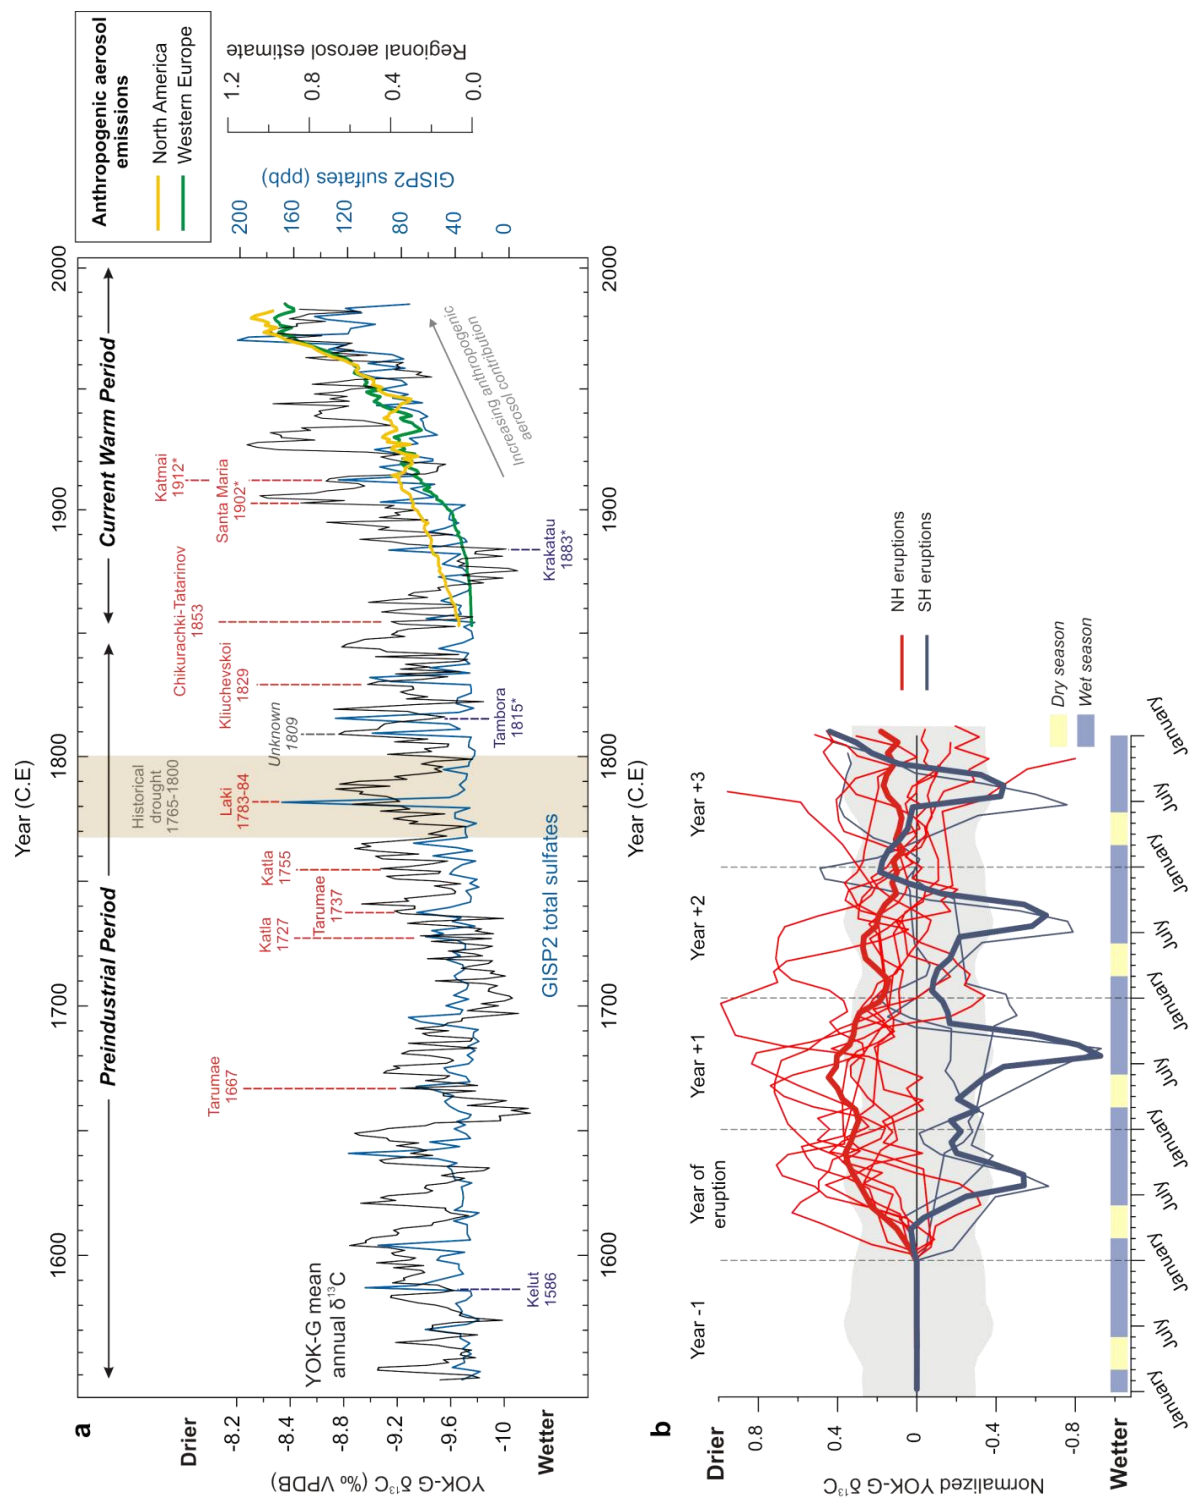 a
Year (C.E)
1600
1700
1800
1900
2000
Preindustrial Period
Current Warm Period
Drier
-8.2
-8.4
-8.8
-9.2
-9.6
-10
Wetter
YOK-G δ¹³C (‰ VPDB)
YOK-G mean
annual δ¹³C
Kelut
1586
Tarumae
1667
Katla
1727
Tarumae
1737
Katla
1755
Historical
drought
1765-1800
Laki
1783-84
Unknown
1809
Tambora
1815*
Kliuchevskoi
1829
Chikurachki-Tatarinov
1853
Krakatau
1883*
Santa Maria
1902*
Katmai
1912*
GISP2 total sulfates
Increasing anthropogenic
aerosol contribution
200
160
120
80
40
0
GISP2 sulfates (ppb)
1.2
0.8
0.4
0.0
Regional aerosol estimate
Anthropogenic aerosol
emissions
North America
Western Europe
1600
1700
1800
1900
2000
Year (C.E)
b
Year -1
Year of
eruption
Year +1
Year +2
Year +3
Drier
0.8
0.4
0
-0.4
-0.8
Wetter
Normalized YOK-G δ¹³C
NH eruptions
SH eruptions
Dry season
Wet season
January
July
January
July
January
July
January
July
January
July
January